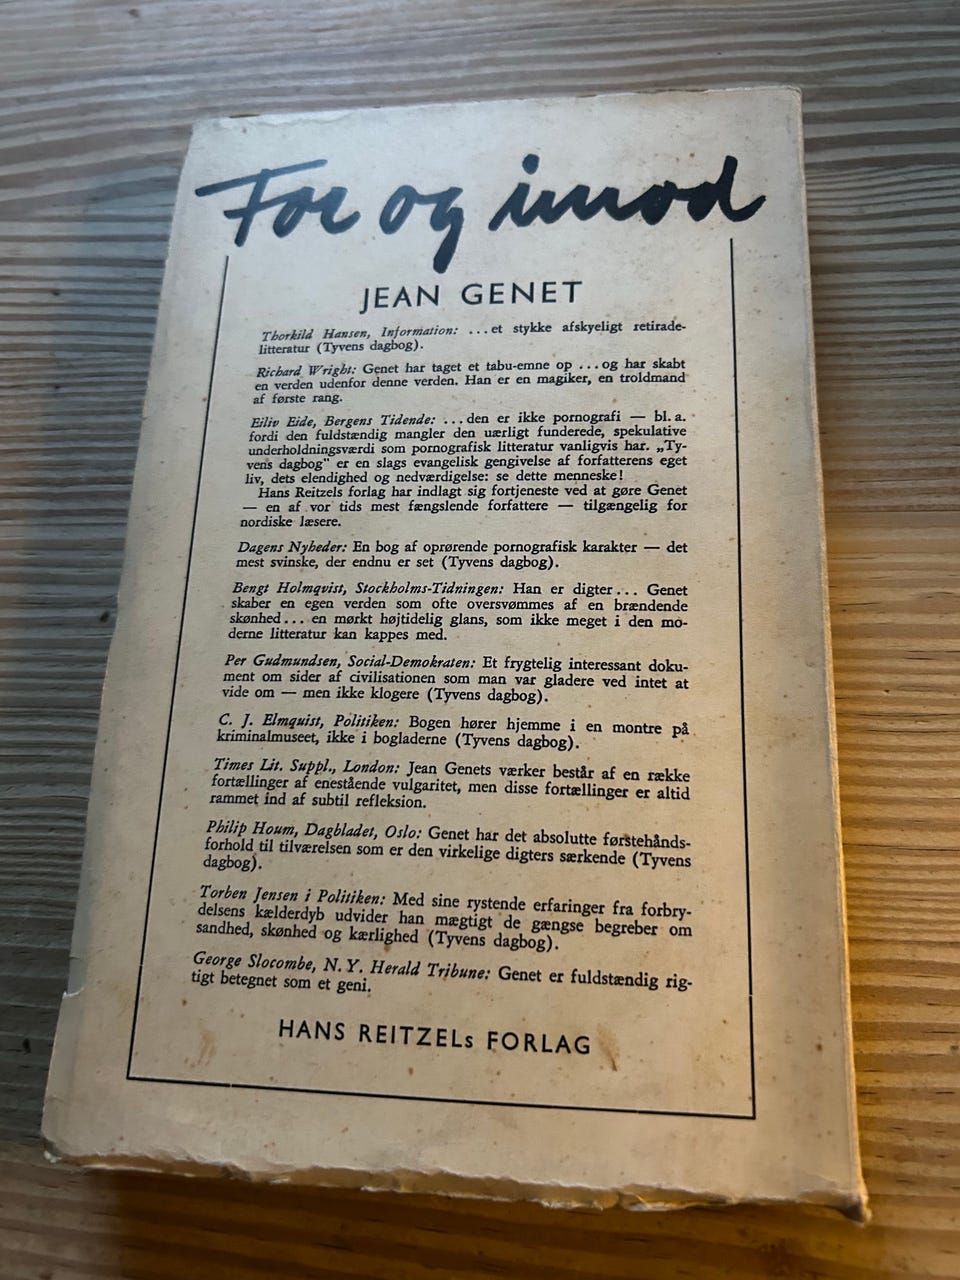 For og imod
JEAN GENET
Thorkild Hansen, Information: ...et stykke afskyeligt retirade-
litteratur (Tyvens dagbog).
Richard Wright: Genet har taget et tabu-emne op ...og har skabt
en verden udenfor denne verden. Han er en magiker, en troldmand
af første rang.
Eiliv Eide, Bergens Tidende: ...den er ikke pornografi — bl. a.
fordi den fuldstændig mangler den uærligt funderede, spekulative
underholdningsværdi som pornografisk litteratur vanligvis har. „Ty-
vens dagbog" er en slags evangelisk gengivelse af forfatterens eget
liv, dets elendighed og nedværdigelse: se dette menneske!
Hans Reitzels forlag har indlagt sig fortjeneste ved at gøre Genet
— en af vor tids mest fængslende forfattere — tilgængelig for
nordiske læsere.
Dagens Nyheder: En bog af oprørende pornografisk karakter — det
mest svinske, der endnu er set (Tyvens dagbog).
Bengt Holmqvist, Stockholms-Tidningen: Han er digter... Genet
skaber en egen verden som ofte oversvømmes af en brændende
skønhed... en mørkt højtidelig glans, som ikke meget i den mo-
derne litteratur kan kappes med.
Per Gudmundsen, Social-Demokraten: Et frygtelig interessant doku-
ment om sider af civilisationen som man var gladere ved intet at
vide om — men ikke klogere (Tyvens dagbog).
C. J. Elmquist, Politiken: Bogen hører hjemme i en montre på
kriminalmuseet, ikke i bogladerne (Tyvens dagbog).
Times Lit. Suppl., London: Jean Genets værker består af en række
fortællinger af enestående vulgaritet, men disse fortællinger er altid
rammet ind af subtil refleksion.
Philip Houm, Dagbladet, Oslo: Genet har det absolutte førstehånds-
forhold til tilværelsen som er den virkelige digters særkende (Tyvens
dagbog).
Torben Jensen i Politiken: Med sine rystende erfaringer fra forbry-
delsens kælderdyb udvider han mægtigt de gængse begreber om
sandhed, skønhed og kærlighed (Tyvens dagbog).
George Slocombe, N. Y. Herald Tribune: Genet er fuldstændig rig-
tigt betegnet som et geni.
HANS REITZELs FORLAG